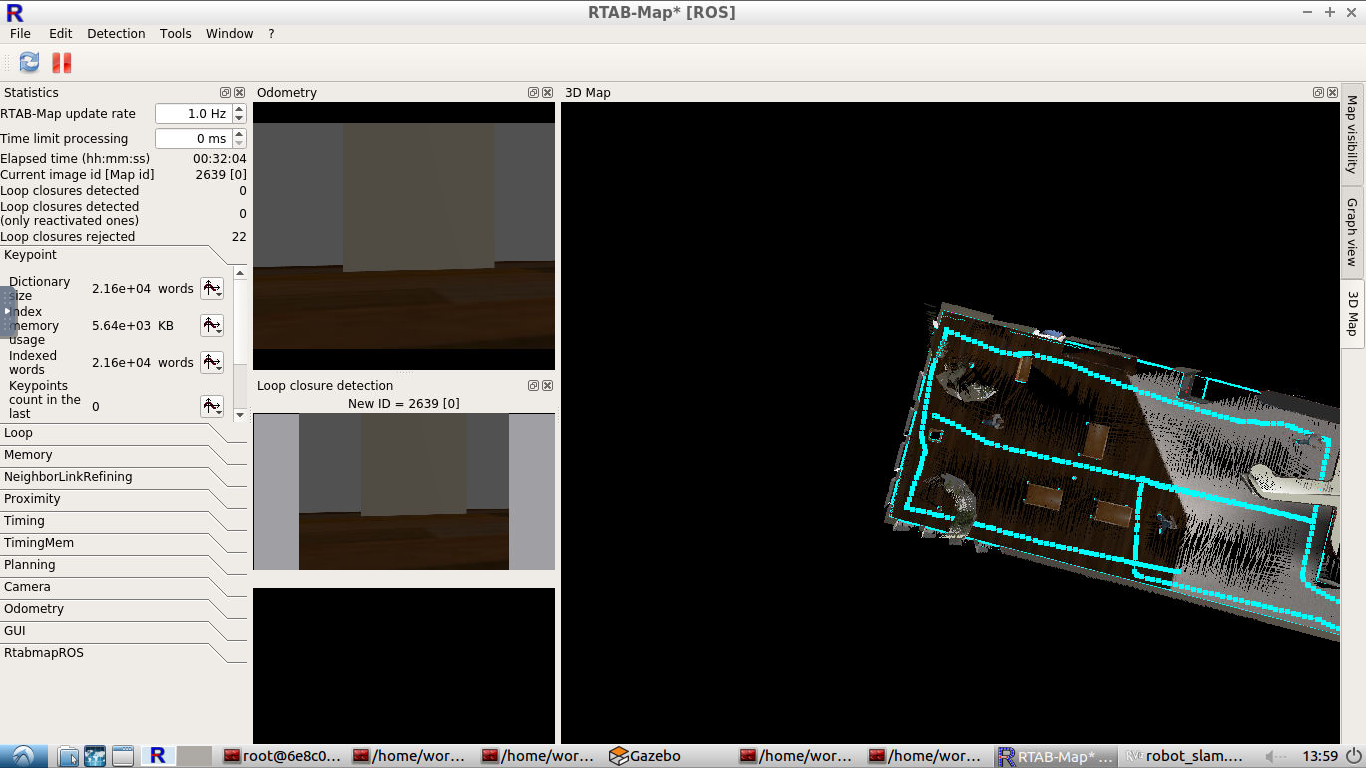 RTAB-Map* [ROS]
File Edit Detection Tools Window ?
Statistics
RTAB-Map update rate 1.0 Hz
Time limit processing 0 ms
Elapsed time (hh:mm:ss) 00:32:04
Current image id [Map id] 2639 [0]
Loop closures detected 0
Loop closures detected
(only reactivated ones) 0
Loop closures rejected 22
Keypoint
Dictionary
size 2.16e+04 words
Index
memory
usage 5.64e+03 KB
Indexed
words 2.16e+04 words
Keypoints
count in the
last 0
Loop
Memory
NeighborLinkRefining
Proximity
Timing
TimingMem
Planning
Camera
Odometry
GUI
RtabmapROS
Odometry
Loop closure detection
New ID = 2639 [0]
3D Map
Map visibility
Graph view
3D Map
R root@6e8c0... /home/wor... /home/wor... Gazebo /home/wor... /home/wor... RTAB-Map* ... robot_slam.... 13:59